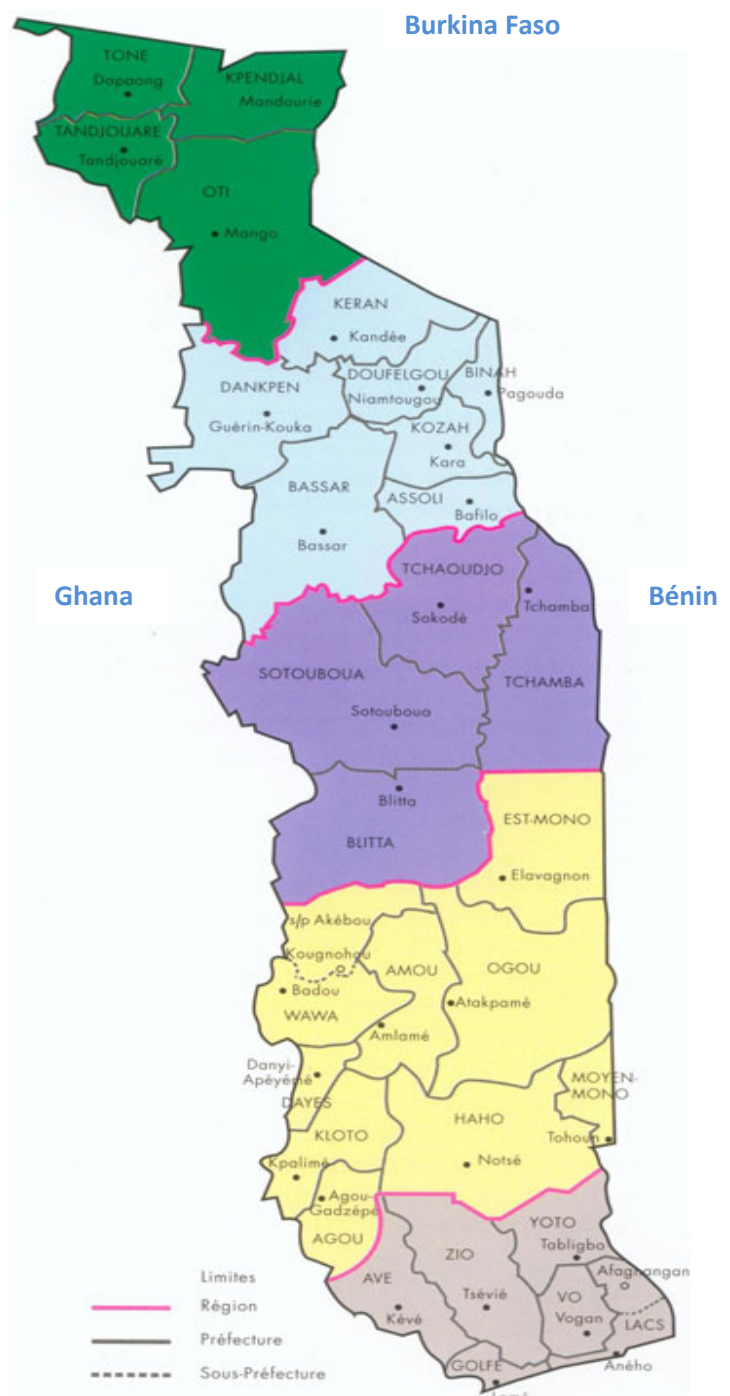 Burkina Faso
TONE
Dapaong
KPENDJAL
Mandourie
TANDJOUARE
Tandjouaré
OTI
Mango
KERAN
Kandée
DOUFELGOU
Niamtougou
BINAH
Pagouda
DANKPEN
Guérin-Kouka
KOZAH
Kara
BASSAR
Bassar
ASSOLI
Bafilo
Ghana
Bénin
TCHAOUDJO
Sokodé
Tchamba
TCHAMBA
SOTOUBOUA
Sotouboua
Blitta
BLITTA
EST-MONO
Elavagnon
s/p Akébou
Kougnohou
AMOU
OGOU
Badou
WAWA
Atakpamé
Amlamé
Danyi-
Apéyémé
DAYES
MOYEN-
MONO
Tohoun
KLOTO
Kpalimé
HAHO
Notsé
Agou-
Gadzépé
AGOU
YOTO
Tabligbo
ZIO
Tsévié
AVE
Kévé
Afagnangan
VO
Vogan
LACS
Aného
GOLFE
Limites
Région
Préfecture
Sous-Préfecture